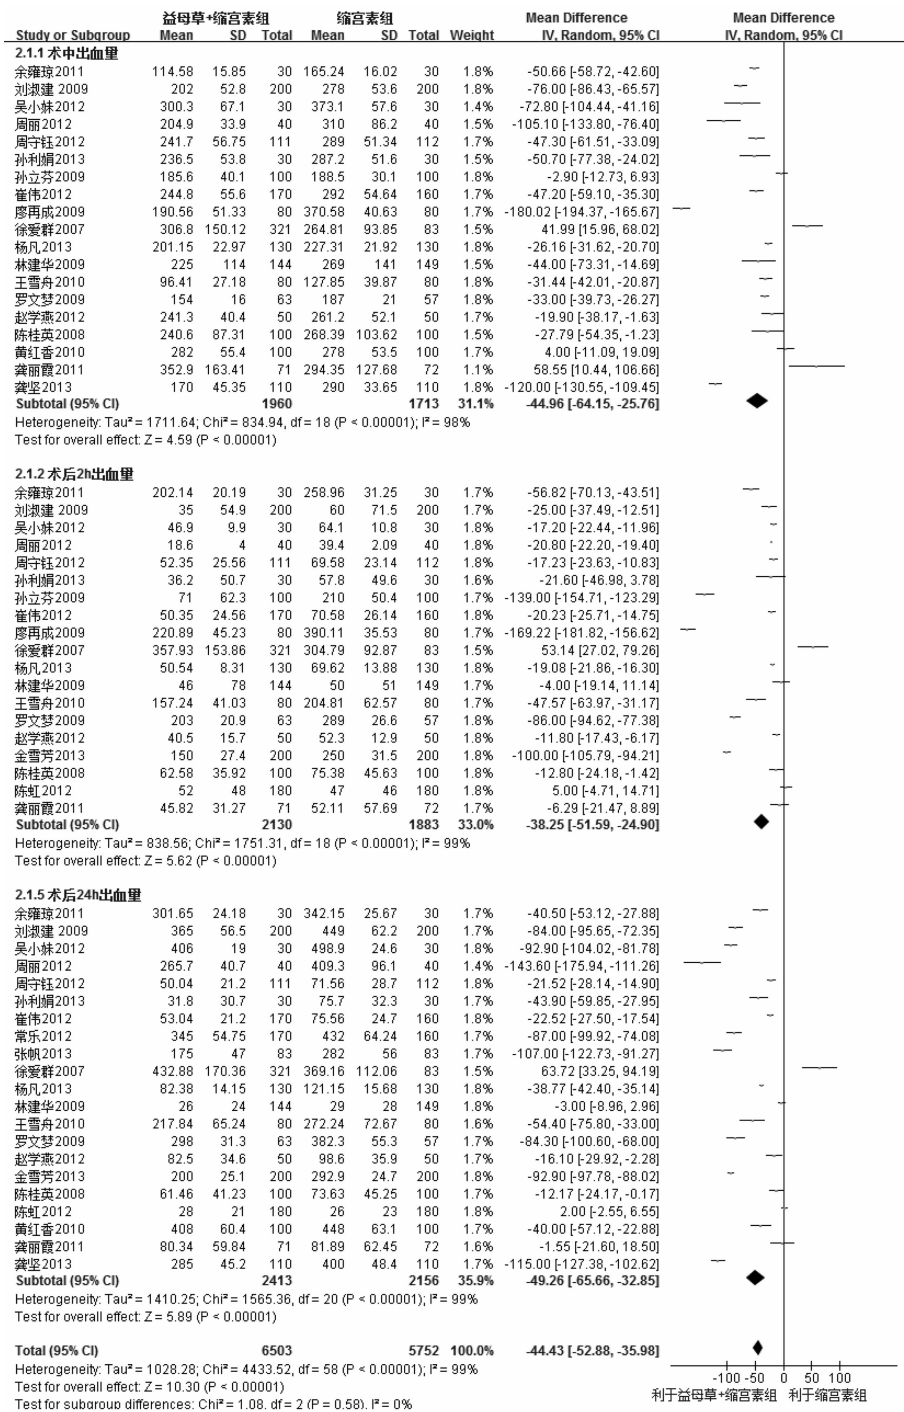 益母草+缩宫素组 缩宫素组 Mean Difference Mean Difference
Study or Subgroup Mean SD Total Mean SD Total Weight IV, Random, 95% CI IV, Random, 95% CI
2.1.1 术中出血量
余雍琼2011 114.58 15.85 30 165.24 16.02 30 1.8% -50.66 [-58.72, -42.60]
刘淑建 2009 202 52.8 200 278 53.6 200 1.8% -76.00 [-86.43, -65.57]
吴小妹2012 300.3 67.1 30 373.1 57.6 30 1.4% -72.80 [-104.44, -41.16]
周丽2012 204.9 33.9 40 310 86.2 40 1.5% -105.10 [-133.80, -76.40]
周守钰2012 241.7 56.75 111 289 51.34 112 1.7% -47.30 [-61.51, -33.09]
孙利娟2013 236.5 53.8 30 287.2 51.6 30 1.5% -50.70 [-77.38, -24.02]
孙立芬2009 185.6 40.1 100 188.5 30.1 100 1.8% -2.90 [-12.73, 6.93]
崔伟2012 244.8 55.6 170 292 54.64 160 1.7% -47.20 [-59.10, -35.30]
廖再成2009 190.56 51.33 80 370.58 40.63 80 1.7% -180.02 [-194.37, -165.67]
徐爱群2007 306.8 150.12 321 264.81 93.85 83 1.5% 41.99 [15.96, 68.02]
杨凡2013 201.15 22.97 130 227.31 21.92 130 1.8% -26.16 [-31.62, -20.70]
林建华2009 225 114 144 269 141 149 1.5% -44.00 [-73.31, -14.69]
王雪舟2010 96.41 27.18 80 127.85 39.87 80 1.7% -31.44 [-42.01, -20.87]
罗文梦2009 154 16 63 187 21 57 1.8% -33.00 [-39.73, -26.27]
赵学燕2012 241.3 40.4 50 261.2 52.1 50 1.7% -19.90 [-38.17, -1.63]
陈桂英2008 240.6 87.31 100 268.39 103.62 100 1.5% -27.79 [-54.35, -1.23]
黄红香2010 282 55.4 100 278 53.5 100 1.7% 4.00 [-11.09, 19.09]
龚丽霞2011 352.9 163.41 71 294.35 127.68 72 1.1% 58.55 [10.44, 106.66]
龚坚2013 170 45.35 110 290 33.65 110 1.8% -120.00 [-130.55, -109.45]
Subtotal (95% CI) 1960 1713 31.1% -44.96 [-64.15, -25.76]
Heterogeneity: Tau² = 1711.64; Chi² = 834.94, df = 18 (P < 0.00001); I² = 98%
Test for overall effect: Z = 4.59 (P < 0.00001)
2.1.2 术后2h出血量
余雍琼2011 202.14 20.19 30 258.96 31.25 30 1.7% -56.82 [-70.13, -43.51]
刘淑建 2009 35 54.9 200 60 71.5 200 1.7% -25.00 [-37.49, -12.51]
吴小妹2012 46.9 9.9 30 64.1 10.8 30 1.8% -17.20 [-22.44, -11.96]
周丽2012 18.6 4 40 39.4 2.09 40 1.8% -20.80 [-22.20, -19.40]
周守钰2012 52.35 25.56 111 69.58 23.14 112 1.8% -17.23 [-23.63, -10.83]
孙利娟2013 36.2 50.7 30 57.8 49.6 30 1.6% -21.60 [-46.98, 3.78]
孙立芬2009 71 62.3 100 210 50.4 100 1.7% -139.00 [-154.71, -123.29]
崔伟2012 50.35 24.56 170 70.58 26.14 160 1.8% -20.23 [-25.71, -14.75]
廖再成2009 220.89 45.23 80 390.11 35.53 80 1.7% -169.22 [-181.82, -156.62]
徐爱群2007 357.93 153.86 321 304.79 92.87 83 1.5% 53.14 [27.02, 79.26]
杨凡2013 50.54 8.31 130 69.62 13.88 130 1.8% -19.08 [-21.86, -16.30]
林建华2009 46 78 144 50 51 149 1.7% -4.00 [-19.14, 11.14]
王雪舟2010 157.24 41.03 80 204.81 62.57 80 1.7% -47.57 [-63.97, -31.17]
罗文梦2009 203 20.9 63 289 26.6 57 1.8% -86.00 [-94.62, -77.38]
赵学燕2012 40.5 15.7 50 52.3 12.9 50 1.8% -11.80 [-17.43, -6.17]
金雪芳2013 150 27.4 200 250 31.5 200 1.8% -100.00 [-105.79, -94.21]
陈桂英2008 62.58 35.92 100 75.38 45.63 100 1.7% -12.80 [-24.18, -1.42]
陈虹2012 52 48 180 47 46 180 1.8% 5.00 [-4.71, 14.71]
龚丽霞2011 45.82 31.27 71 52.11 57.69 72 1.7% -6.29 [-21.47, 8.89]
Subtotal (95% CI) 2130 1883 33.0% -38.25 [-51.59, -24.90]
Heterogeneity: Tau² = 838.56; Chi² = 1751.31, df = 18 (P < 0.00001); I² = 99%
Test for overall effect: Z = 5.62 (P < 0.00001)
2.1.5 术后24h出血量
余雍琼2011 301.65 24.18 30 342.15 25.67 30 1.7% -40.50 [-53.12, -27.88]
刘淑建 2009 365 56.5 200 449 62.2 200 1.7% -84.00 [-95.65, -72.35]
吴小妹2012 406 19 30 498.9 24.6 30 1.7% -92.90 [-104.02, -81.78]
周丽2012 265.7 40.7 40 409.3 96.1 40 1.4% -143.60 [-175.94, -111.26]
周守钰2012 50.04 21.2 111 71.56 28.7 112 1.8% -21.52 [-28.14, -14.90]
孙利娟2013 31.8 30.7 30 75.7 32.3 30 1.7% -43.90 [-59.85, -27.95]
崔伟2012 53.04 21.2 170 75.56 24.7 160 1.8% -22.52 [-27.50, -17.54]
常乐2012 345 54.75 170 432 64.24 160 1.7% -87.00 [-99.92, -74.08]
张帆2013 175 47 83 282 56 83 1.7% -107.00 [-122.73, -91.27]
徐爱群2007 432.88 170.36 321 369.16 112.06 83 1.5% 63.72 [33.25, 94.19]
杨凡2013 82.38 14.15 130 121.15 15.68 130 1.8% -38.77 [-42.40, -35.14]
林建华2009 26 24 144 29 28 149 1.8% -3.00 [-8.96, 2.96]
王雪舟2010 217.84 65.24 80 272.24 72.67 80 1.6% -54.40 [-75.80, -33.00]
罗文梦2009 298 31.3 63 382.3 55.3 57 1.7% -84.30 [-100.60, -68.00]
赵学燕2012 82.5 34.6 50 98.6 35.9 50 1.7% -16.10 [-29.92, -2.28]
金雪芳2013 200 25.1 200 292.9 24.7 200 1.8% -92.90 [-97.78, -88.02]
陈桂英2008 61.46 41.23 100 73.63 45.25 100 1.7% -12.17 [-24.17, -0.17]
陈虹2012 28 21 180 26 23 180 1.8% 2.00 [-2.55, 6.55]
黄红香2010 408 60.4 100 448 63.1 100 1.7% -40.00 [-57.12, -22.88]
龚丽霞2011 80.34 59.84 71 81.89 62.45 72 1.6% -1.55 [-21.60, 18.50]
龚坚2013 285 45.2 110 400 48.4 110 1.7% -115.00 [-127.38, -102.62]
Subtotal (95% CI) 2413 2156 35.9% -49.26 [-65.66, -32.85]
Heterogeneity: Tau² = 1410.25; Chi² = 1565.36, df = 20 (P < 0.00001); I² = 99%
Test for overall effect: Z = 5.89 (P < 0.00001)
Total (95% CI) 6503 5752 100.0% -44.43 [-52.88, -35.98]
Heterogeneity: Tau² = 1028.28; Chi² = 4433.52, df = 58 (P < 0.00001); I² = 99%
Test for overall effect: Z = 10.30 (P < 0.00001)
Test for subgroup differences: Chi² = 1.08, df = 2 (P = 0.58), I² = 0%
-100 -50 0 50 100
利于益母草+缩宫素组 利于缩宫素组